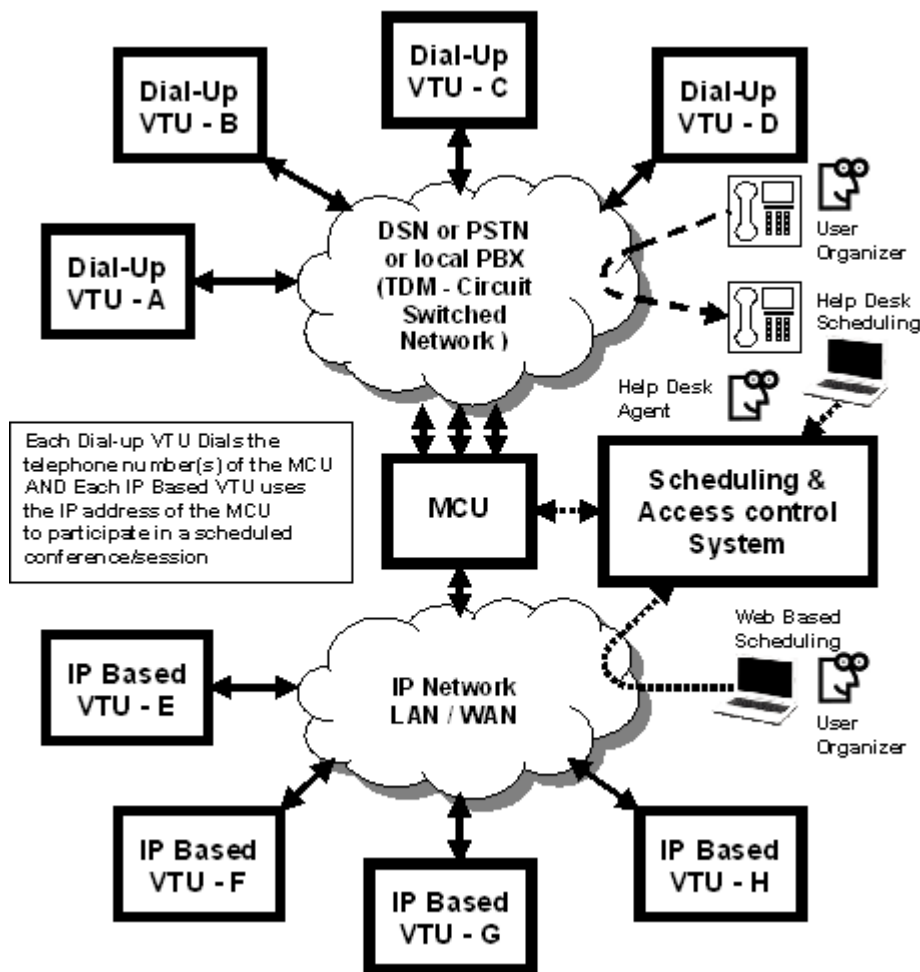 Dial-Up
VTU - B
Dial-Up
VTU - C
Dial-Up
VTU - D
Dial-Up
VTU - A
DSN or PSTN
or local PBX
(TDM - Circuit
Switched
Network )
User
Organizer
Help Desk
Scheduling
Help Desk
Agent
Each Dial-up VTU Dials the
telephone number(s) of the MCU
AND Each IP Based VTU uses
the IP address of the MCU
to participate in a scheduled
conference/session
MCU
Scheduling &
Access control
System
Web Based
Scheduling
User
Organizer
IP Based
VTU - E
IP Network
LAN / WAN
IP Based
VTU - F
IP Based
VTU - G
IP Based
VTU - H